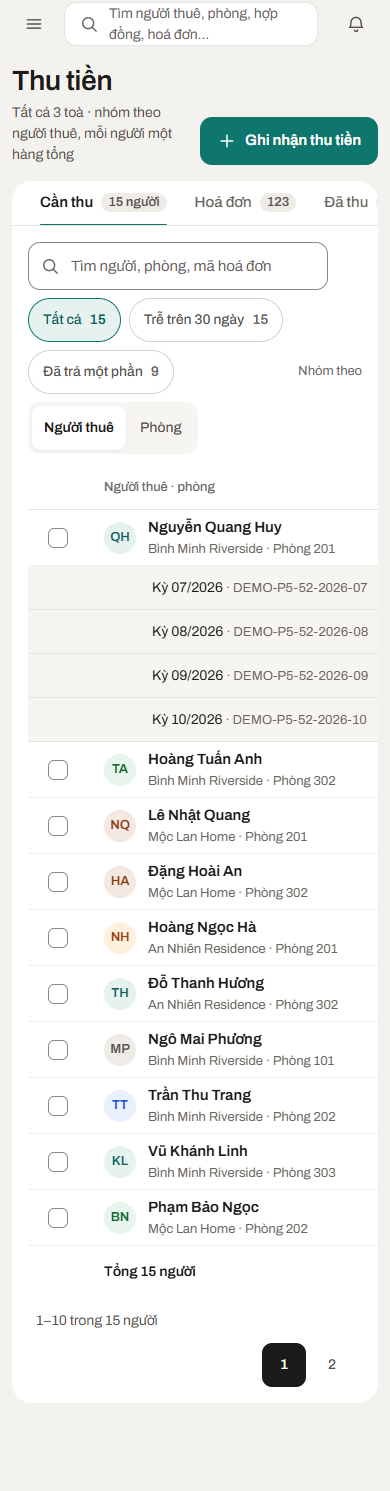 Tìm người thuê, phòng, hợp
đồng, hoá đơn...
Thu tiền
Tất cả 3 toà · nhóm theo
người thuê, mỗi người một
hàng tổng
Ghi nhận thu tiền
Cần thu 15 người Hoá đơn 123 Đã thu
Tìm người, phòng, mã hoá đơn
Tất cả 15 Trễ trên 30 ngày 15
Đã trả một phần 9 Nhóm theo
Người thuê Phòng
Người thuê · phòng
QH Nguyễn Quang Huy
Bình Minh Riverside · Phòng 201
Kỳ 07/2026 · DEMO-P5-52-2026-07
Kỳ 08/2026 · DEMO-P5-52-2026-08
Kỳ 09/2026 · DEMO-P5-52-2026-09
Kỳ 10/2026 · DEMO-P5-52-2026-10
TA Hoàng Tuấn Anh
Bình Minh Riverside · Phòng 302
NQ Lê Nhật Quang
Mộc Lan Home · Phòng 201
HA Đặng Hoài An
Mộc Lan Home · Phòng 302
NH Hoàng Ngọc Hà
An Nhiên Residence · Phòng 201
TH Đỗ Thanh Hương
An Nhiên Residence · Phòng 302
MP Ngô Mai Phương
Bình Minh Riverside · Phòng 101
TT Trần Thu Trang
Bình Minh Riverside · Phòng 202
KL Vũ Khánh Linh
Bình Minh Riverside · Phòng 303
BN Phạm Bảo Ngọc
Mộc Lan Home · Phòng 202
Tổng 15 người
1–10 trong 15 người
1 2